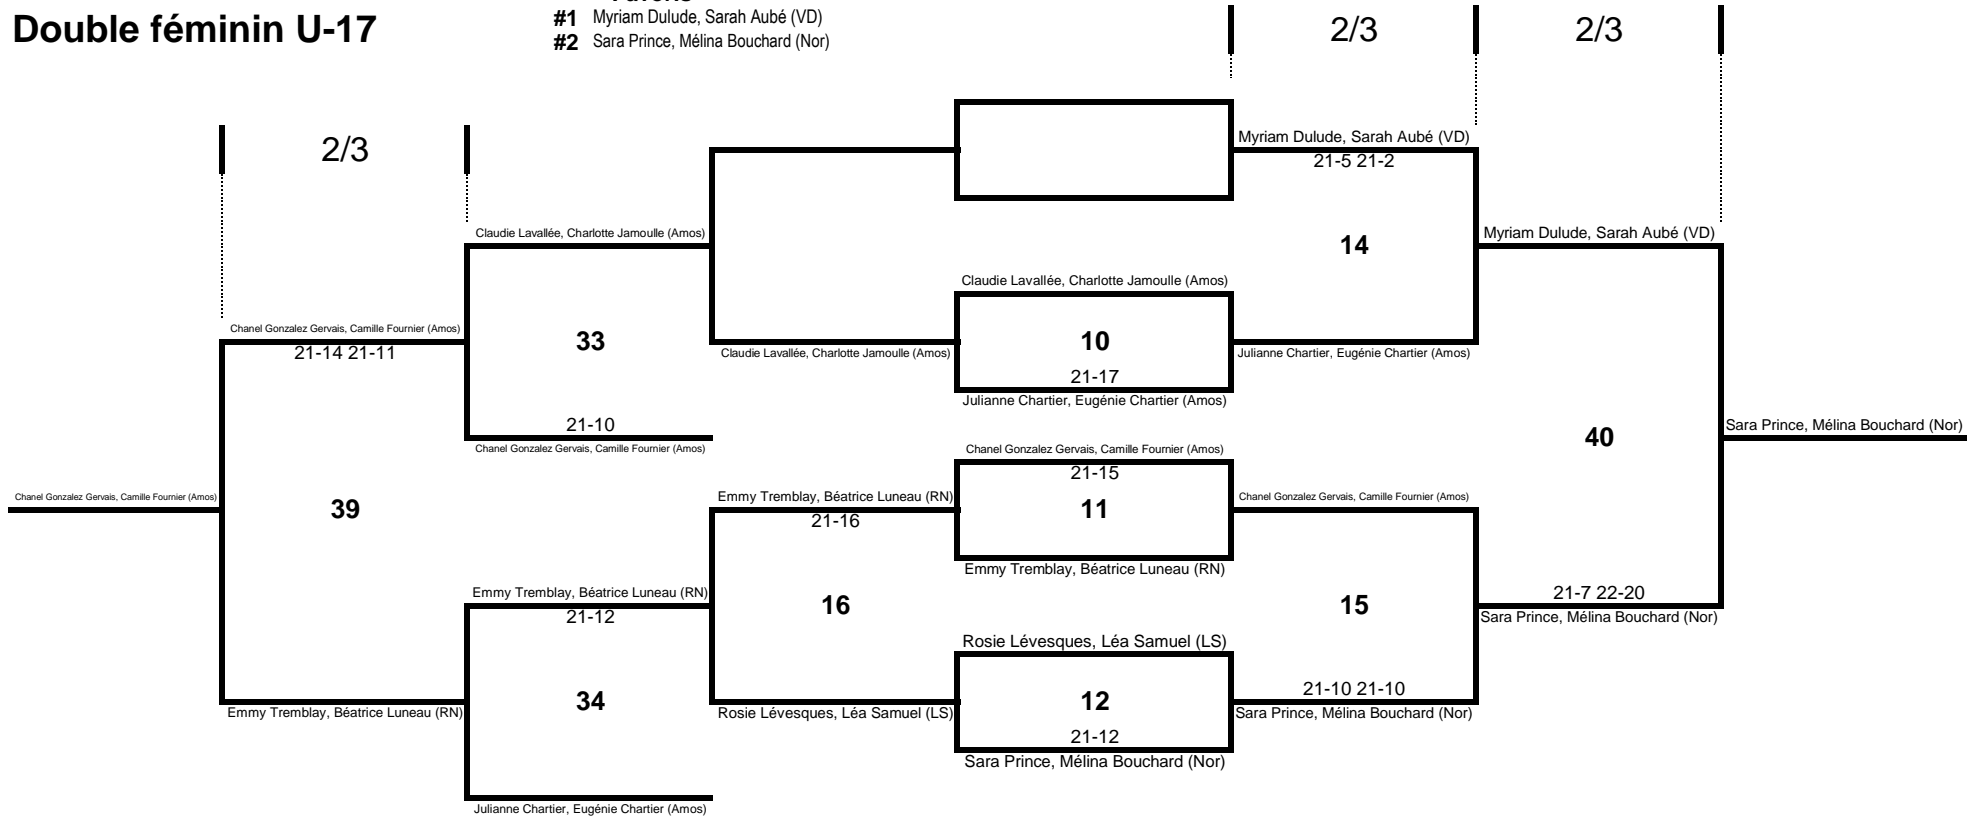 Double féminin U-17
#1 Myriam Dulude, Sarah Aubé (VD)
#2 Sara Prince, Mélina Bouchard (Nor)
2/3
2/3
2/3
Myriam Dulude, Sarah Aubé (VD)
21-5 21-2
Claudie Lavallée, Charlotte Jamoulle (Amos)
14
Myriam Dulude, Sarah Aubé (VD)
Claudie Lavallée, Charlotte Jamoulle (Amos)
Chanel Gonzalez Gervais, Camille Fournier (Amos)
21-14 21-11
33
Claudie Lavallée, Charlotte Jamoulle (Amos)
10
Julianne Chartier, Eugénie Chartier (Amos)
21-17
Julianne Chartier, Eugénie Chartier (Amos)
21-10
Chanel Gonzalez Gervais, Camille Fournier (Amos)
Chanel Gonzalez Gervais, Camille Fournier (Amos)
21-15
40
Sara Prince, Mélina Bouchard (Nor)
Chanel Gonzalez Gervais, Camille Fournier (Amos)
39
Emmy Tremblay, Béatrice Luneau (RN)
21-16
11
Chanel Gonzalez Gervais, Camille Fournier (Amos)
Emmy Tremblay, Béatrice Luneau (RN)
Emmy Tremblay, Béatrice Luneau (RN)
21-12
16
15
21-7 22-20
Sara Prince, Mélina Bouchard (Nor)
Rosie Lévesques, Léa Samuel (LS)
Emmy Tremblay, Béatrice Luneau (RN)
34
Rosie Lévesques, Léa Samuel (LS)
12
21-10 21-10
Sara Prince, Mélina Bouchard (Nor)
21-12
Sara Prince, Mélina Bouchard (Nor)
Julianne Chartier, Eugénie Chartier (Amos)